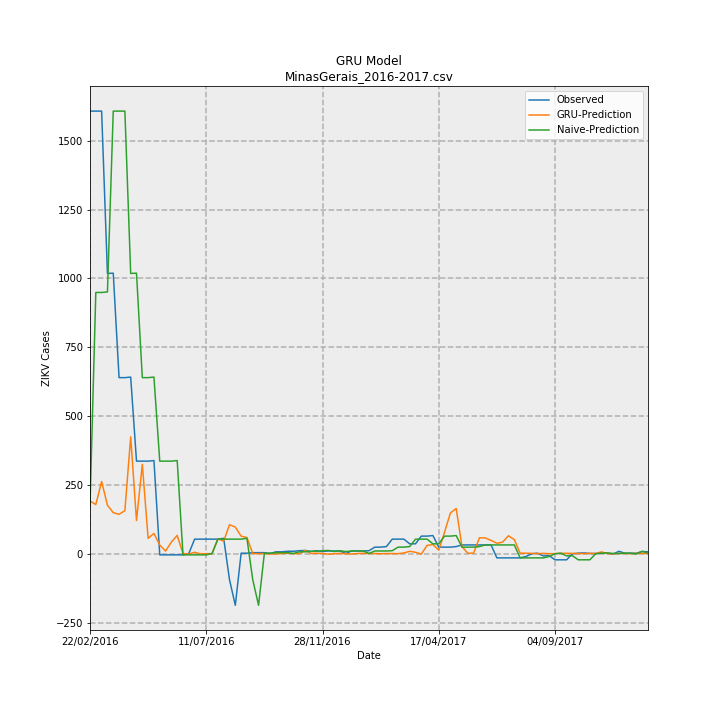 GRU Model
MinasGerais_2016-2017.csv
Observed
GRU-Prediction
Naive-Prediction
ZIKV Cases
1500
1250
1000
750
500
250
0
−250
22/02/2016
11/07/2016
28/11/2016
17/04/2017
04/09/2017
Date